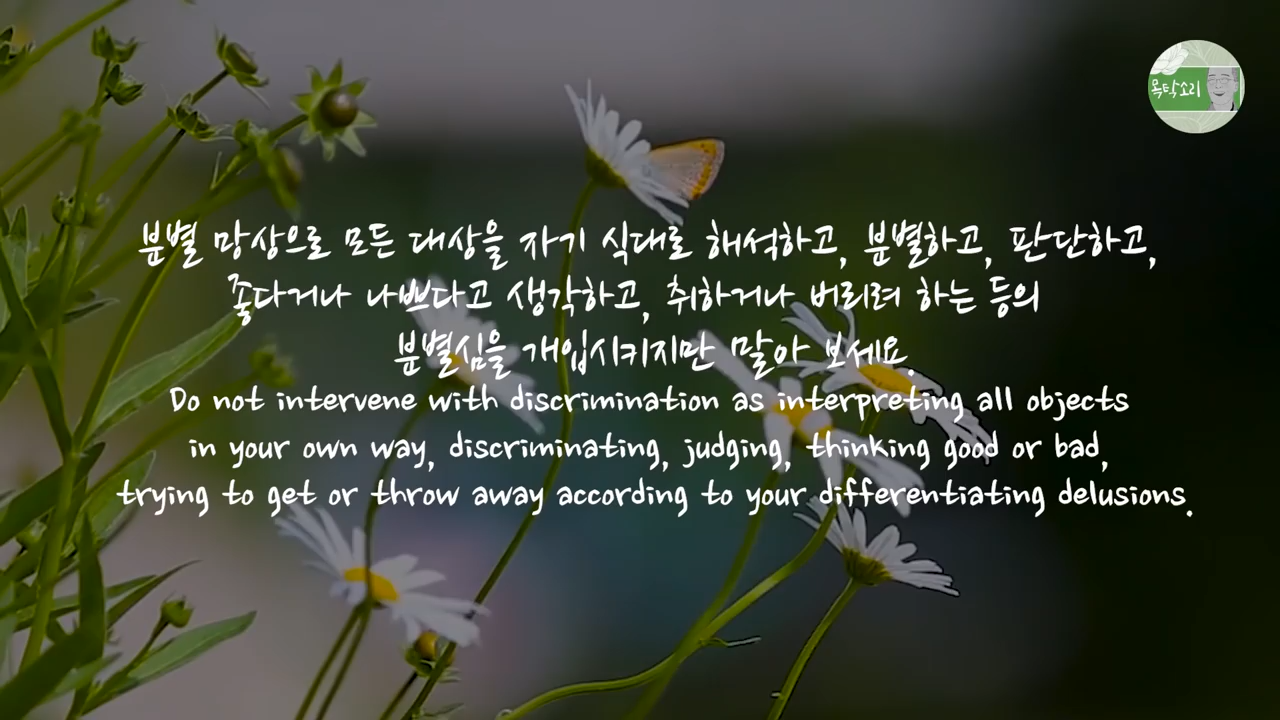 목탁소리
분별 망상으로 모든 대상을 자기 식대로 해석하고, 분별하고, 판단하고,
좋다거나 나쁘다고 생각하고, 취하거나 버리려 하는 등의
분별심을 개입시키지만 말아 보세요.
Do not intervene with discrimination as interpreting all objects
in your own way, discriminating, judging, thinking good or bad,
trying to get or throw away according to your differentiating delusions.